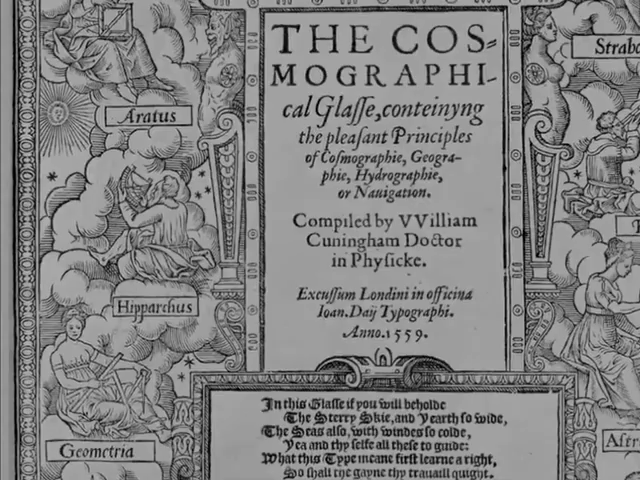 THE COS=
MOGRAPHI-
cal Glaſſe, conteinyng
the pleaſant Principles
of Coſmographie, Geogra-
phie, Hydrographie,
or Nauigation.
Compiled by VVilliam
Cuningham Doctor
in Phyſicke.
Excuſſum Londini in officina
Ioan. Daij Typographi.
Anno. 1559.
Strabo
Aratus
Hipparchus
Geometria
Aſtr
In this Glaſſe if you will beholde
The Sterry Skie, and Yearth ſo wide,
The Seas alſo, with windes ſo colde,
Yea and thy ſelfe all theſe to guide:
What this Type meane firſt learne a right,
So ſhall the gayne thy trauaill quight.